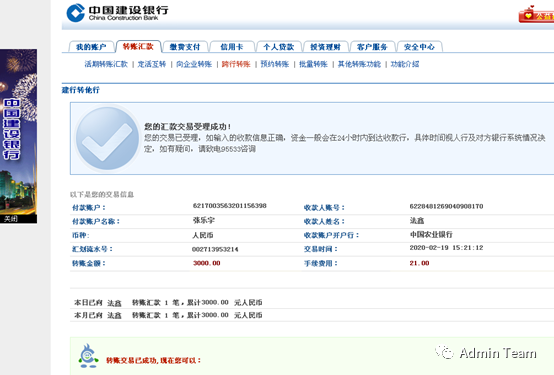 中国建设银行
China Construction Bank
我的账户 转账汇款 缴费支付 信用卡 个人贷款 投资理财 客户服务 安全中心
活期转账汇款 | 定活互转 | 向企业转账 | 跨行转账 | 预约转账 | 批量转账 | 其他转账功能 | 功能介绍
建行转他行
中国建设银行
关闭
您的汇款交易受理成功！
您的交易已受理，如输入的收款信息正确，资金一般会在24小时内到达收款行，具体时间视人行及对方银行系统情况决
定，如有疑问，请致电95533咨询
以下是您的交易信息
付款账户： 6217003563201156398 收款人账号： 6228481269040908170
付款账户名称： 张乐宇 收款人姓名： 法鑫
币种： 人民币 收款账户开户行： 中国农业银行
汇划流水号： 002713953214 交易时间： 2020-02-19 15:21:12
转账金额： 3000.00 手续费用： 21.00
本日已向 法鑫 转账汇款 1 笔，累计3000.00 元人民币
本月已向 法鑫 转账汇款 1 笔，累计3000.00 元人民币
转账交易已成功,现在您可以：
Admin Team